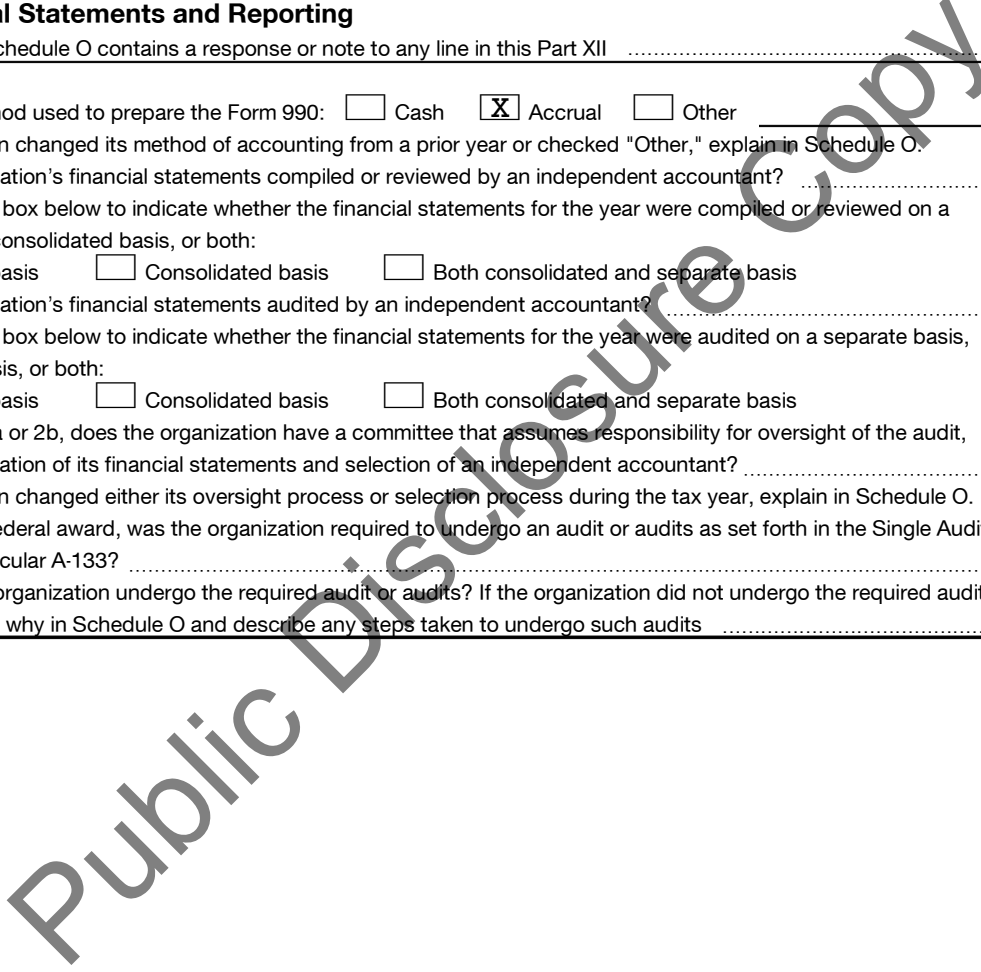 l Statements and Reporting
chedule O contains a response or note to any line in this Part XII
od used to prepare the Form 990: Cash X Accrual Other
n changed its method of accounting from a prior year or checked "Other," explain in Schedule O.
ation's financial statements compiled or reviewed by an independent accountant?
box below to indicate whether the financial statements for the year were compiled or reviewed on a
onsolidated basis, or both:
asis Consolidated basis Both consolidated and separate basis
ation's financial statements audited by an independent accountant?
box below to indicate whether the financial statements for the year were audited on a separate basis,
sis, or both:
asis Consolidated basis Both consolidated and separate basis
or 2b, does the organization have a committee that assumes responsibility for oversight of the audit,
ation of its financial statements and selection of an independent accountant?
n changed either its oversight process or selection process during the tax year, explain in Schedule O.
ederal award, was the organization required to undergo an audit or audits as set forth in the Single Audit
cular A-133?
organization undergo the required audit or audits? If the organization did not undergo the required audit
why in Schedule O and describe any steps taken to undergo such audits
Public Disclosure Copy